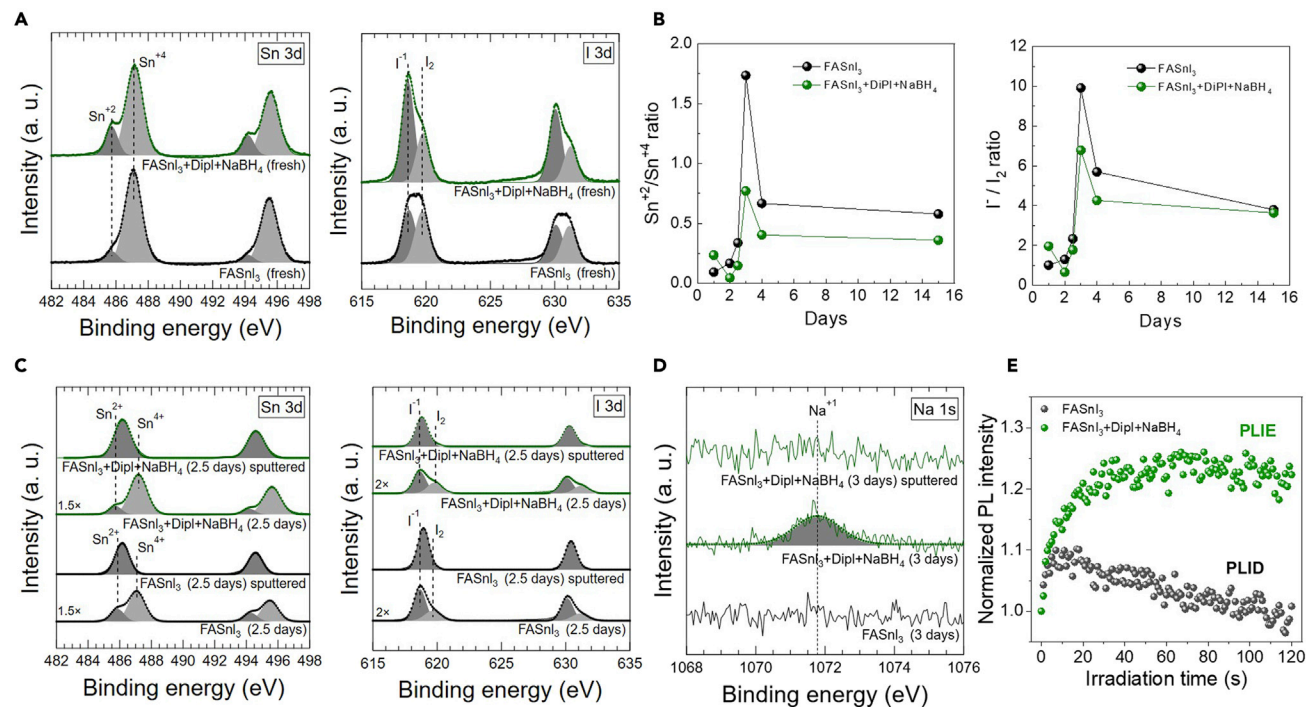 A
Intensity (a. u.)
Sn 3d
Sn+4
Sn+2
FASnI3+DipI+NaBH4 (fresh)
FASnI3 (fresh)
482 484 486 488 490 492 494 496 498
Binding energy (eV)
Intensity (a. u.)
I 3d
I-1
I2
FASnI3+DipI+NaBH4 (fresh)
FASnI3 (fresh)
615 620 625 630 635
Binding energy (eV)
B
Sn+2/Sn+4 ratio
2.0
1.5
1.0
0.5
0.0
FASnI3
FASnI3+DiPI+NaBH4
0 2 4 6 8 10 12 14 16
Days
I- / I2 ratio
12
10
8
6
4
2
0
FASnI3
FASnI3+DiPI+NaBH4
0 2 4 6 8 10 12 14 16
Days
C
Intensity (a. u.)
Sn 3d
Sn2+
Sn4+
FASnI3+DipI+NaBH4 (2.5 days) sputtered
1.5×
FASnI3+DipI+NaBH4 (2.5 days)
Sn2+
Sn4+
FASnI3 (2.5 days) sputtered
1.5×
FASnI3 (2.5 days)
482 484 486 488 490 492 494 496 498
Binding energy (eV)
Intensity (a. u.)
I 3d
I-1
I2
FASnI3+DipI+NaBH4 (2.5 days) sputtered
2×
FASnI3+DipI+NaBH4 (2.5 days)
I-1
I2
FASnI3 (2.5 days) sputtered
2×
FASnI3 (2.5 days)
615 620 625 630 635
Binding energy (eV)
D
Intensity (a. u.)
Na 1s
Na+1
FASnI3+DipI+NaBH4 (3 days) sputtered
FASnI3+DipI+NaBH4 (3 days)
FASnI3 (3 days)
1068 1070 1072 1074 1076
Binding energy (eV)
E
Normalized PL intensity
1.3
1.2
1.1
1.0
FASnI3
FASnI3+DipI+NaBH4
PLIE
PLID
0 20 40 60 80 100 120
Irradiation time (s)